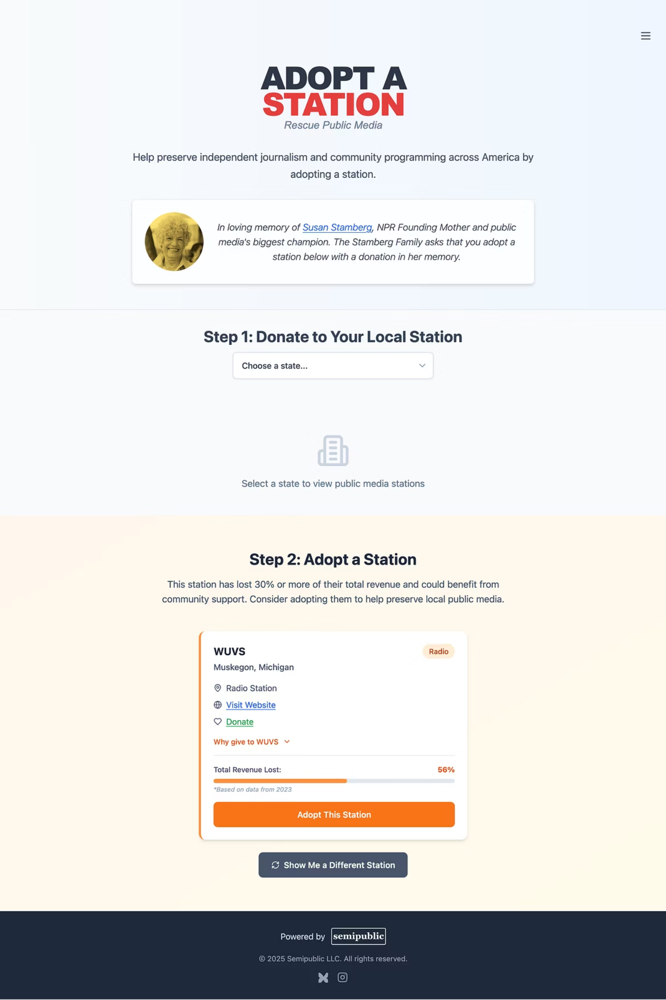 ADOPT A
STATION
Rescue Public Media
Help preserve independent journalism and community programming across America by
adopting a station.
In loving memory of Susan Stamberg, NPR Founding Mother and public
media's biggest champion. The Stamberg Family asks that you adopt a
station below with a donation in her memory.
Step 1: Donate to Your Local Station
Choose a state...
Select a state to view public media stations
Step 2: Adopt a Station
This station has lost 30% or more of their total revenue and could benefit from
community support. Consider adopting them to help preserve local public media.
WUVS
Radio
Muskegon, Michigan
Radio Station
Visit Website
Donate
Why give to WUVS
Total Revenue Lost: 56%
*Based on data from 2023
Adopt This Station
Show Me a Different Station
Powered by semipublic
© 2025 Semipublic LLC. All rights reserved.